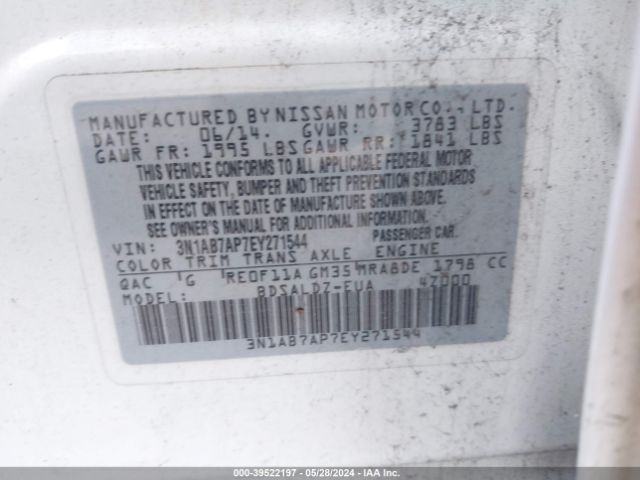 MANUFACTURED BY NISSAN MOTOR CO., LTD.
DATE: 06/14. GVWR: 3783 LBS
GAWR FR: 1995 LBS GAWR RR: 1841 LBS
THIS VEHICLE CONFORMS TO ALL APPLICABLE FEDERAL MOTOR
VEHICLE SAFETY, BUMPER AND THEFT PREVENTION STANDARDS
IN EFFECT ON THE DATE OF MANUFACTURE SHOWN ABOVE.
SEE OWNER'S MANUAL FOR ADDITIONAL INFORMATION.
VIN: 3N1AB7AP7EY271544 PASSENGER CAR.
COLOR TRIM TRANS AXLE ENGINE
QAC G RE0F11A GM35 MRA8DE 1798 CC
MODEL: BDSALDZ-EUA 4Z000
3N1AB7AP7EY271544
000-39522197 - 05/28/2024 - IAA Inc.